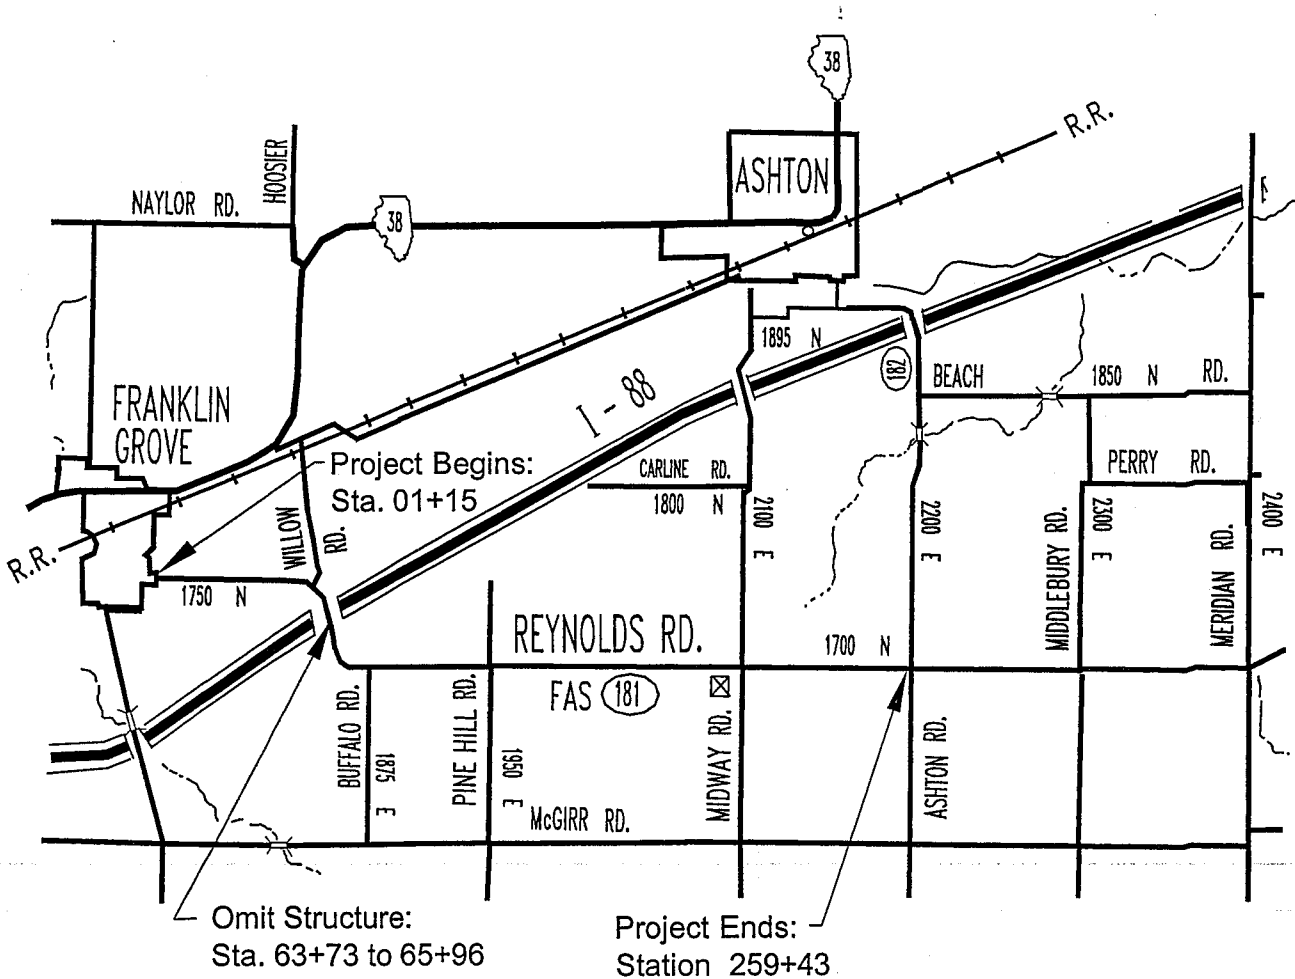 38
R.R.
ASHTON
HOOSIER
NAYLOR RD.
38
1895 N
182
BEACH
1850 N RD.
I - 88
FRANKLIN
GROVE
Project Begins:
Sta. 01+15
CARLINE RD.
1800 N
PERRY RD.
WILLOW
RD.
2100 E
2200 E
MIDDLEBURY RD.
2300 E
MERIDIAN RD.
2400 E
R.R.
1750 N
REYNOLDS RD.
1700 N
FAS 181
BUFFALO RD.
1875 E
PINE HILL RD.
1950 E
MIDWAY RD.
ASHTON RD.
McGIRR RD.
Omit Structure:
Sta. 63+73 to 65+96
Project Ends:
Station 259+43